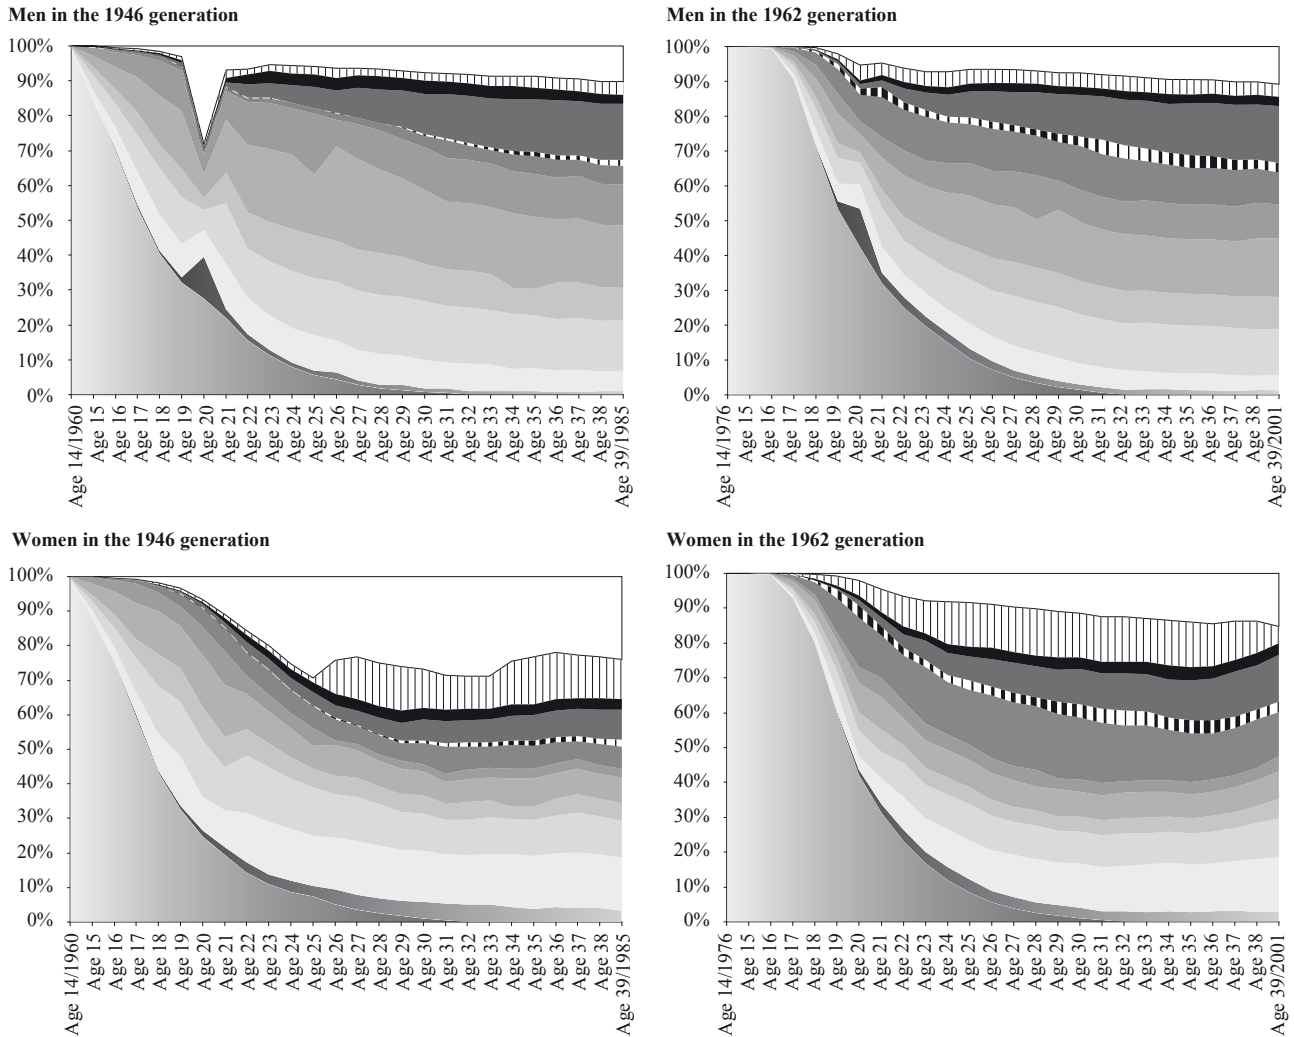 Men in the 1946 generation
100%
90%
80%
70%
60%
50%
40%
30%
20%
10%
0%
Age 14/1960
Age 15
Age 16
Age 17
Age 18
Age 19
Age 20
Age 21
Age 22
Age 23
Age 24
Age 25
Age 26
Age 27
Age 28
Age 29
Age 30
Age 31
Age 32
Age 33
Age 34
Age 35
Age 36
Age 37
Age 38
Age 39/1985
Men in the 1962 generation
100%
90%
80%
70%
60%
50%
40%
30%
20%
10%
0%
Age 14/1976
Age 15
Age 16
Age 17
Age 18
Age 19
Age 20
Age 21
Age 22
Age 23
Age 24
Age 25
Age 26
Age 27
Age 28
Age 29
Age 30
Age 31
Age 32
Age 33
Age 34
Age 35
Age 36
Age 37
Age 38
Age 39/2001
Women in the 1946 generation
100%
90%
80%
70%
60%
50%
40%
30%
20%
10%
0%
Age 14/1960
Age 15
Age 16
Age 17
Age 18
Age 19
Age 20
Age 21
Age 22
Age 23
Age 24
Age 25
Age 26
Age 27
Age 28
Age 29
Age 30
Age 31
Age 32
Age 33
Age 34
Age 35
Age 36
Age 37
Age 38
Age 39/1985
Women in the 1962 generation
100%
90%
80%
70%
60%
50%
40%
30%
20%
10%
0%
Age 14/1976
Age 15
Age 16
Age 17
Age 18
Age 19
Age 20
Age 21
Age 22
Age 23
Age 24
Age 25
Age 26
Age 27
Age 28
Age 29
Age 30
Age 31
Age 32
Age 33
Age 34
Age 35
Age 36
Age 37
Age 38
Age 39/2001